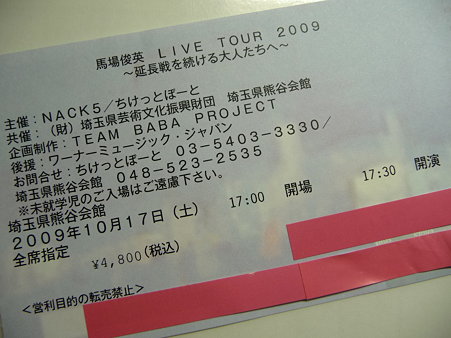 馬場俊英 LIVE TOUR 2009
～延長戦を続ける大人たちへ～
主催：NACK5／ちけっとぽーと
共催：（財）埼玉県芸術文化振興財団 埼玉県熊谷会館
企画制作：TEAM BABA PROJECT
後援：ワーナーミュージック・ジャパン
お問合せ：ちけっとぽーと 03-5403-3330／
埼玉県熊谷会館 048-523-2535
※未就学児のご入場はご遠慮下さい。
埼玉県熊谷会館
2009年10月17日（土） 17:00 開場 17:30 開演
全席指定
¥4,800(税込)
＜営利目的の転売禁止＞